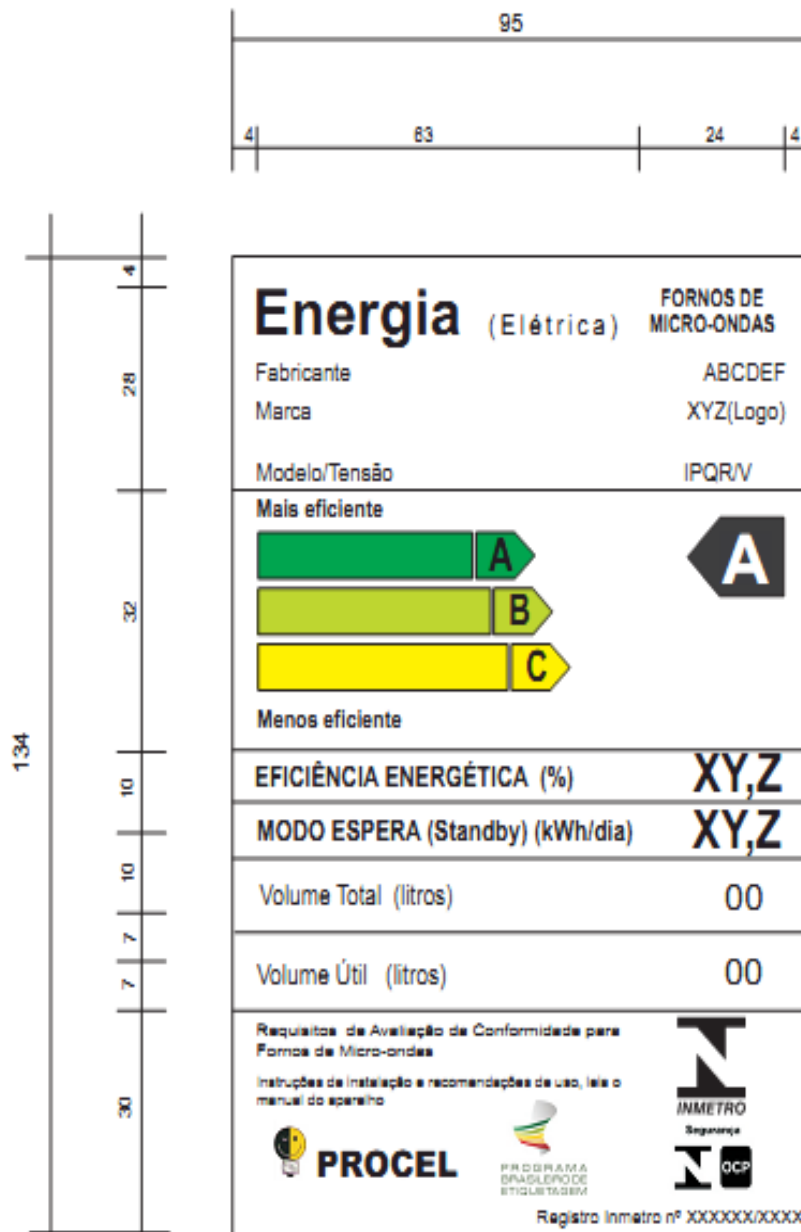 95
4 63 24 4
134
4
28
32
10
10
7
7
30
Energia (Elétrica) FORNOS DE
MICRO-ONDAS
Fabricante ABCDEF
Marca XYZ(Logo)
Modelo/Tensão IPQR/V
Mais eficiente
A A
B
C
Menos eficiente
EFICIÊNCIA ENERGÉTICA (%) XY,Z
MODO ESPERA (Standby) (kWh/dia) XY,Z
Volume Total (litros) 00
Volume Útil (litros) 00
Requisitos de Avaliação da Conformidade para
Fornos de Micro-ondas
Instruções de instalação e recomendações de uso, leia o
manual do aparelho
INMETRO
Segurança
OCP
PROCEL
PROGRAMA
BRASILEIRO DE
ETIQUETAGEM
Registro Inmetro nº XXXXXX/XXXX